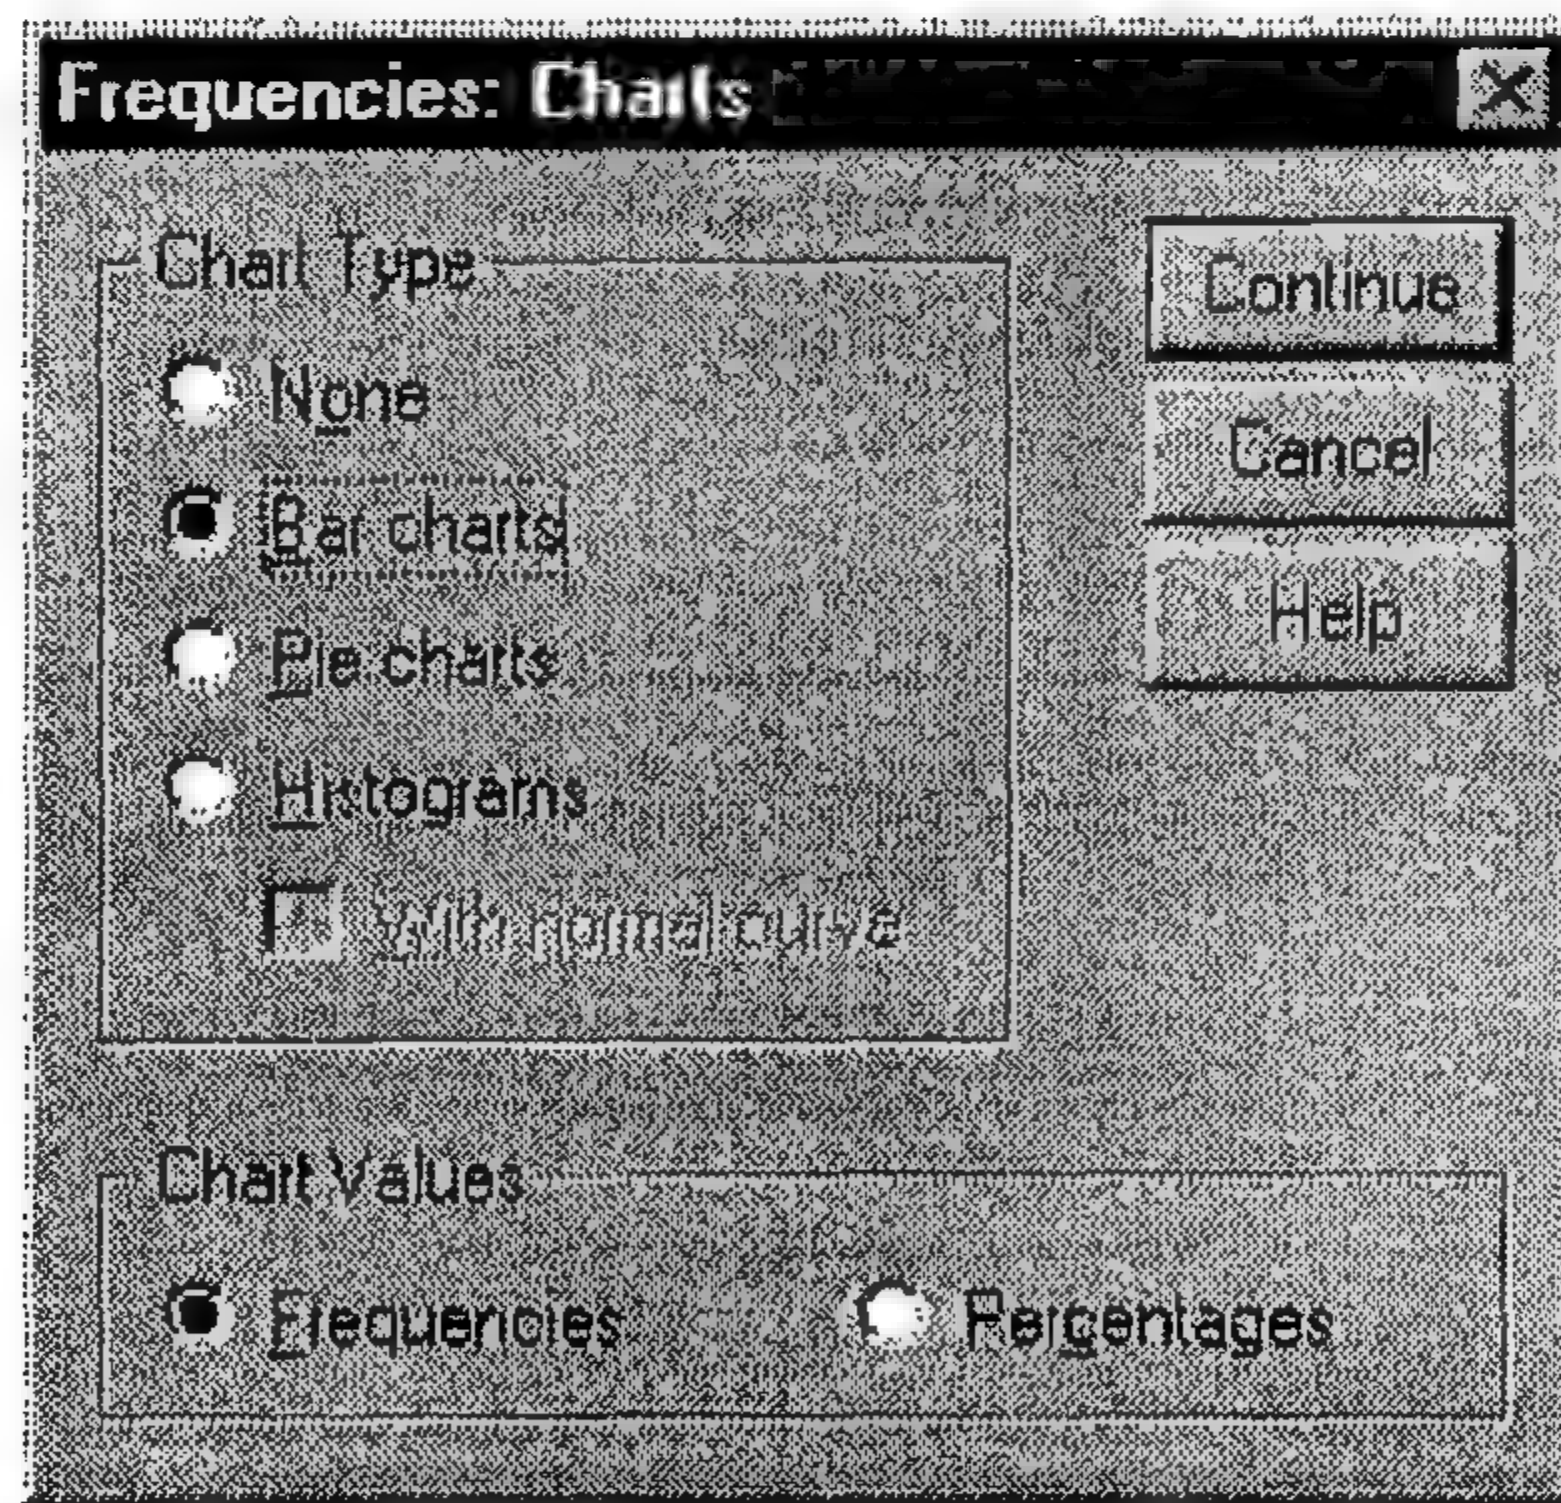 Frequencies: Charts
Chart Type
None
Bar charts
Pie charts
Histograms
With normal curve
Continue
Cancel
Help
Chart Values
Frequencies
Percentages